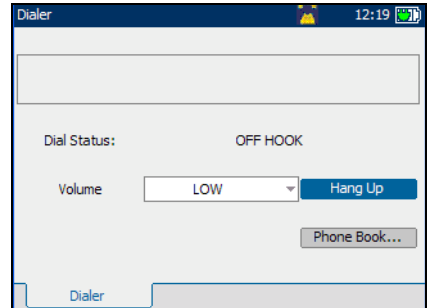 Dialer 12:19
Dial Status: OFF HOOK
Volume LOW Hang Up
Phone Book...
Dialer